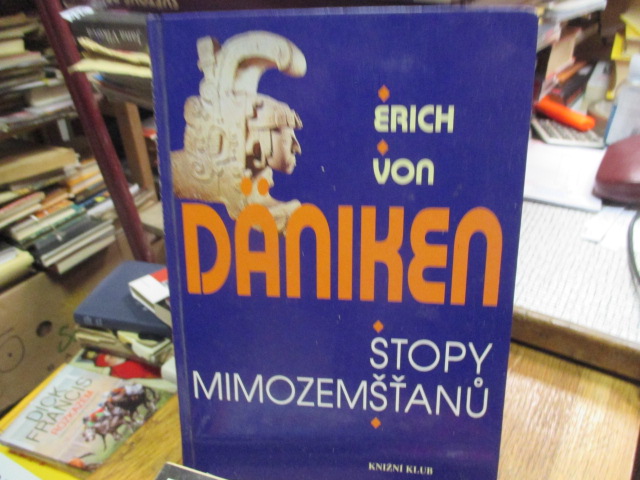 ERICH
VON
DÄNIKEN
STOPY
MIMOZEMŠŤANŮ
KNIŽNÍ KLUB
DICK
FRANCIS